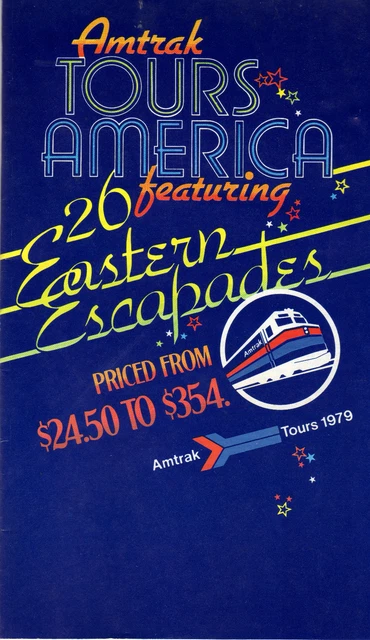 Amtrak
TOURS
AMERICA
featuring
26
Eastern
Escapades
PRICED FROM
$24.50 TO $354.
Amtrak
Amtrak Tours 1979